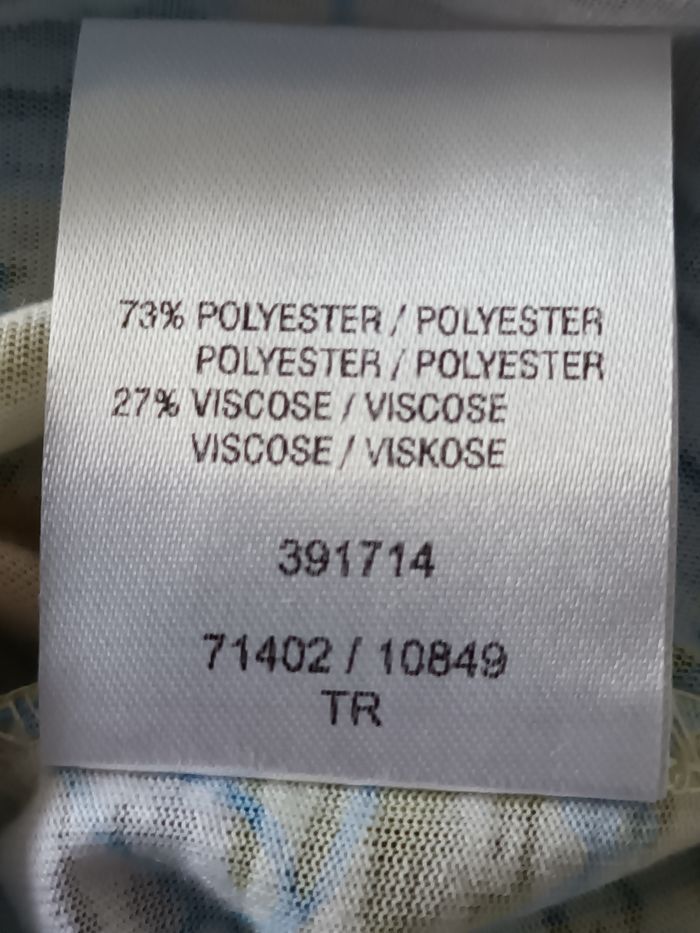 73% POLYESTER / POLYESTER
POLYESTER / POLYESTER
27% VISCOSE / VISCOSE
VISCOSE / VISKOSE
391714
71402 / 10849
TR